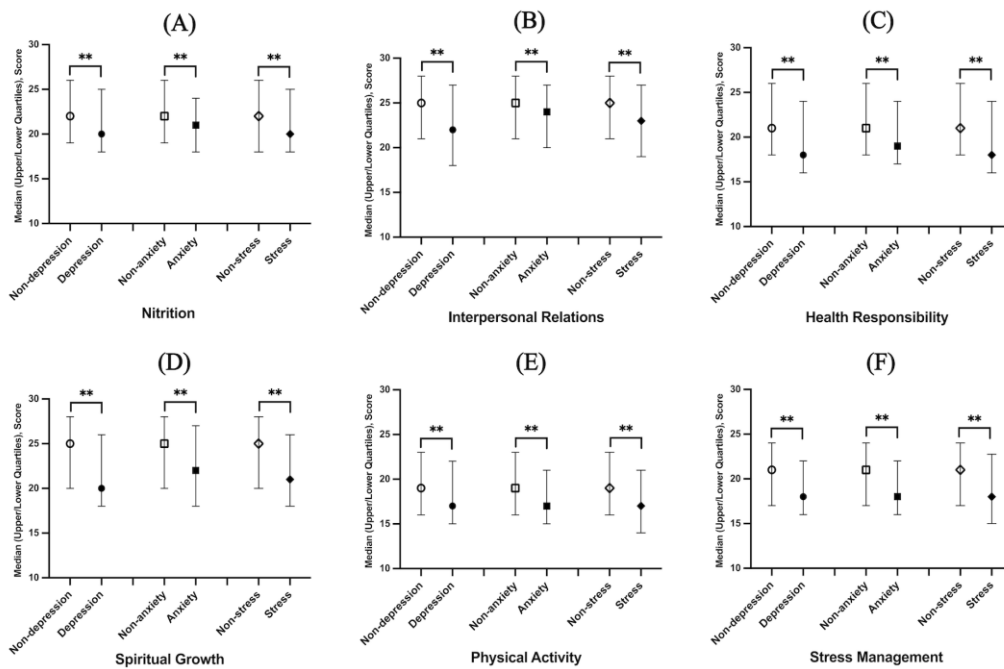 (A)
Median (Upper/Lower Quartiles), Score
30
25
20
15
10
**
**
**
Non-depression
Depression
Non-anxiety
Anxiety
Non-stress
Stress
Nitrition
(B)
Median (Upper/Lower Quartiles), Score
30
25
20
15
10
**
**
**
Non-depression
Depression
Non-anxiety
Anxiety
Non-stress
Stress
Interpersonal Relations
(C)
Median (Upper/Lower Quartiles), Score
30
25
20
15
10
**
**
**
Non-depression
Depression
Non-anxiety
Anxiety
Non-stress
Stress
Health Responsibility
(D)
Median (Upper/Lower Quartiles), Score
30
25
20
15
10
**
**
**
Non-depression
Depression
Non-anxiety
Anxiety
Non-stress
Stress
Spiritual Growth
(E)
Median (Upper/Lower Quartiles), Score
30
25
20
15
10
**
**
**
Non-depression
Depression
Non-anxiety
Anxiety
Non-stress
Stress
Physical Activity
(F)
Median (Upper/Lower Quartiles), Score
30
25
20
15
10
**
**
**
Non-depression
Depression
Non-anxiety
Anxiety
Non-stress
Stress
Stress Management